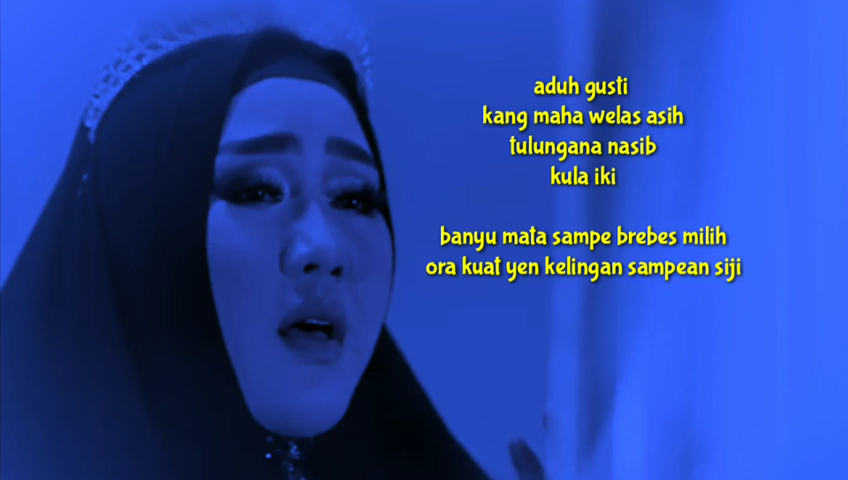 aduh gusti
kang maha welas asih
tulungana nasib
kula iki
banyu mata sampe brebes milih
ora kuat yen kelingan sampean siji